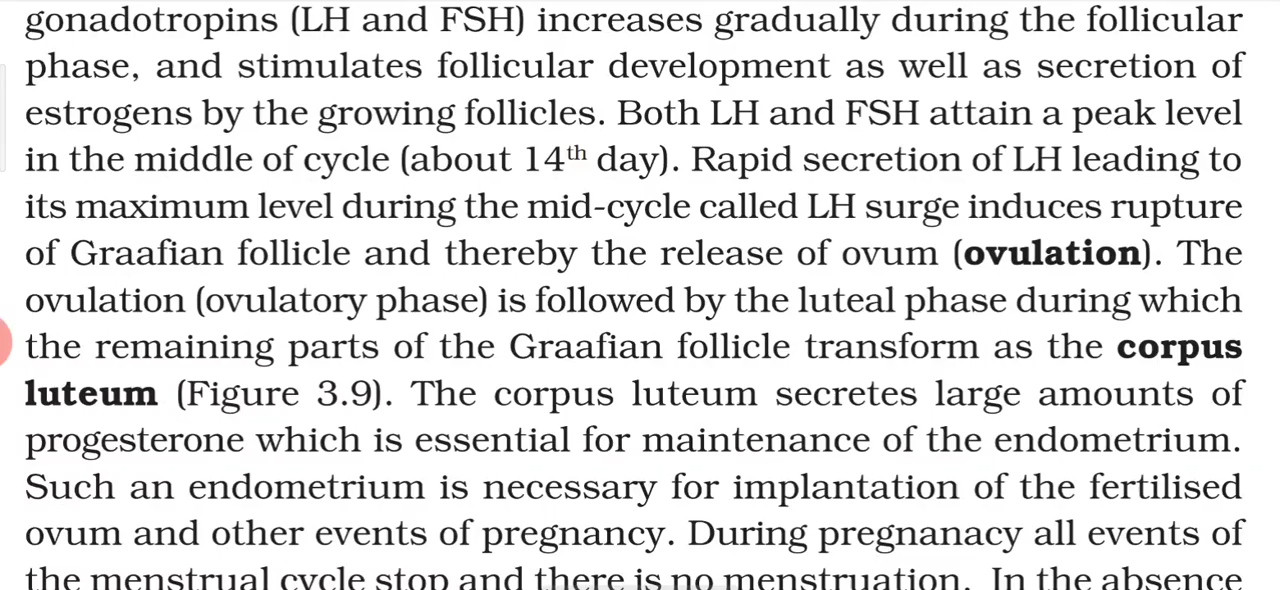 gonadotropins (LH and FSH) increases gradually during the follicular
phase, and stimulates follicular development as well as secretion of
estrogens by the growing follicles. Both LH and FSH attain a peak level
in the middle of cycle (about 14th day). Rapid secretion of LH leading to
its maximum level during the mid-cycle called LH surge induces rupture
of Graafian follicle and thereby the release of ovum (ovulation). The
ovulation (ovulatory phase) is followed by the luteal phase during which
the remaining parts of the Graafian follicle transform as the corpus
luteum (Figure 3.9). The corpus luteum secretes large amounts of
progesterone which is essential for maintenance of the endometrium.
Such an endometrium is necessary for implantation of the fertilised
ovum and other events of pregnancy. During pregnanacy all events of
the menstrual cycle stop and there is no menstruation. In the absence